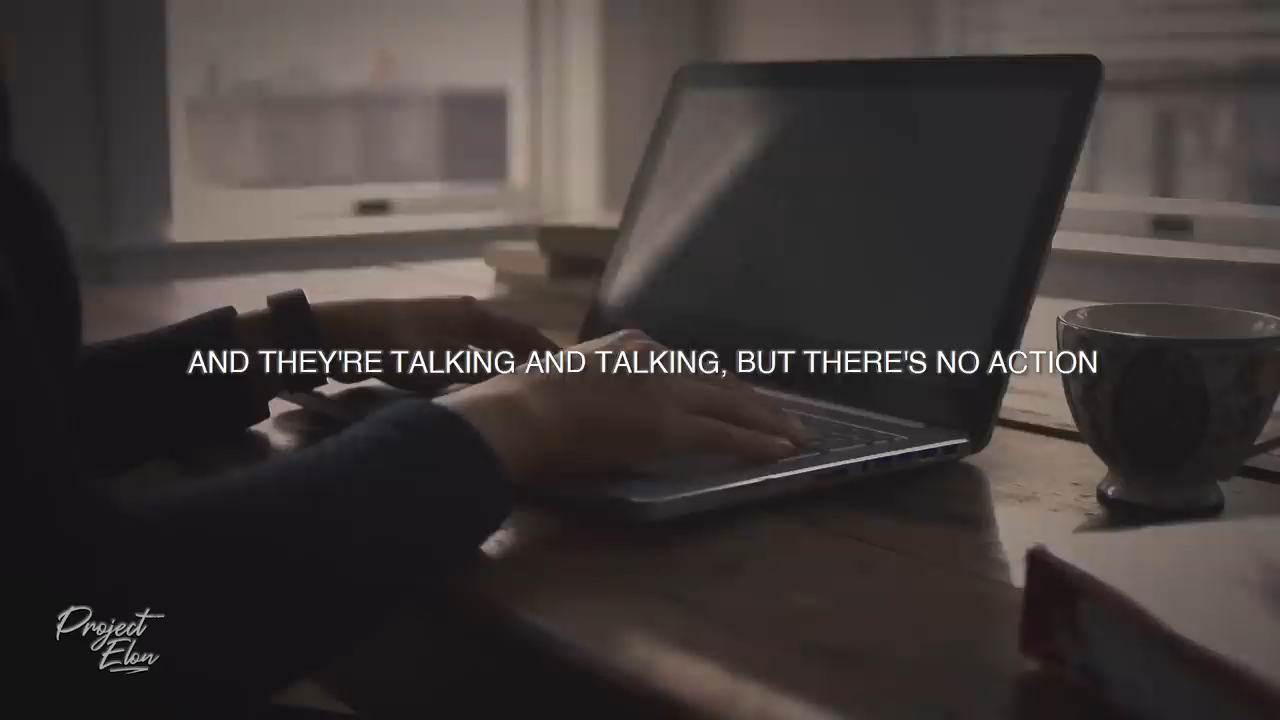 AND THEY'RE TALKING AND TALKING, BUT THERE'S NO ACTION
Project
Elon